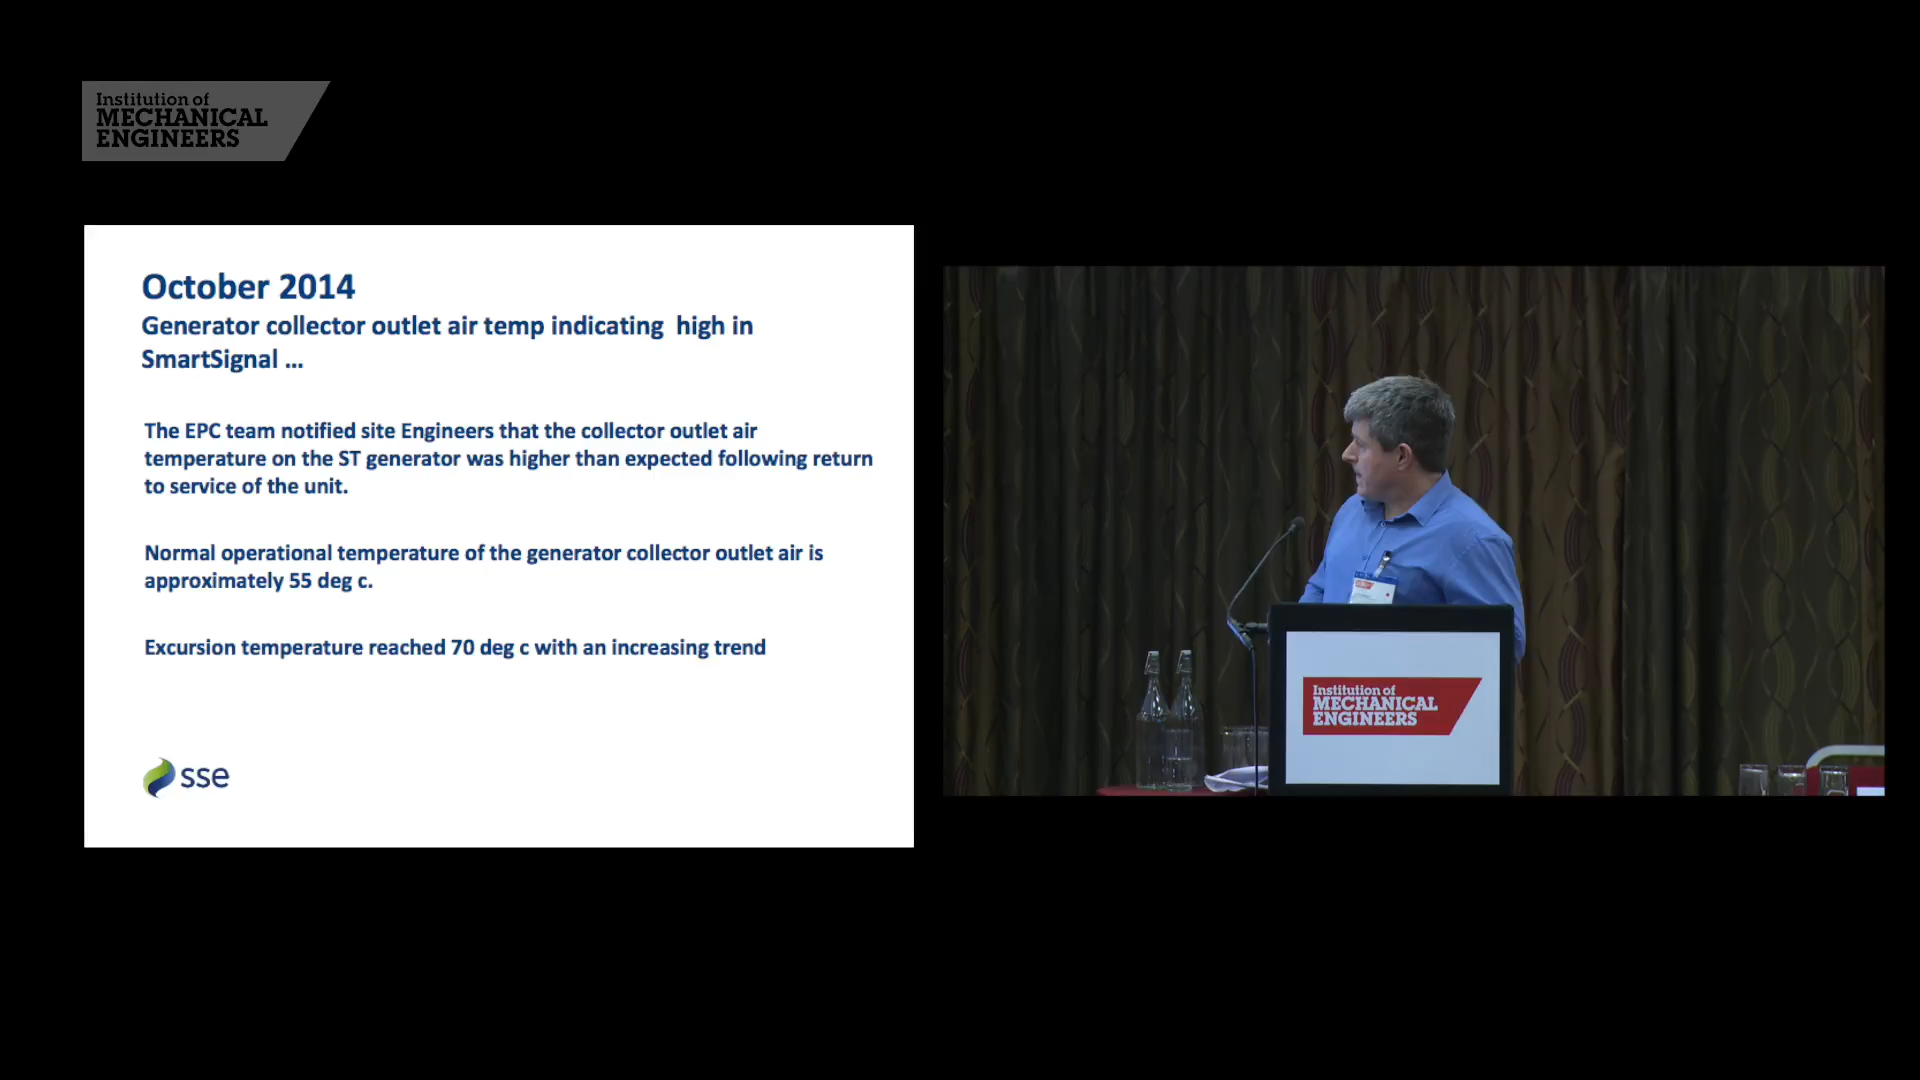 Institution of
MECHANICAL
ENGINEERS
October 2014
Generator collector outlet air temp indicating high in
SmartSignal ...
The EPC team notified site Engineers that the collector outlet air
temperature on the ST generator was higher than expected following return
to service of the unit.
Normal operational temperature of the generator collector outlet air is
approximately 55 deg c.
Excursion temperature reached 70 deg c with an increasing trend
sse
Institution of
MECHANICAL
ENGINEERS